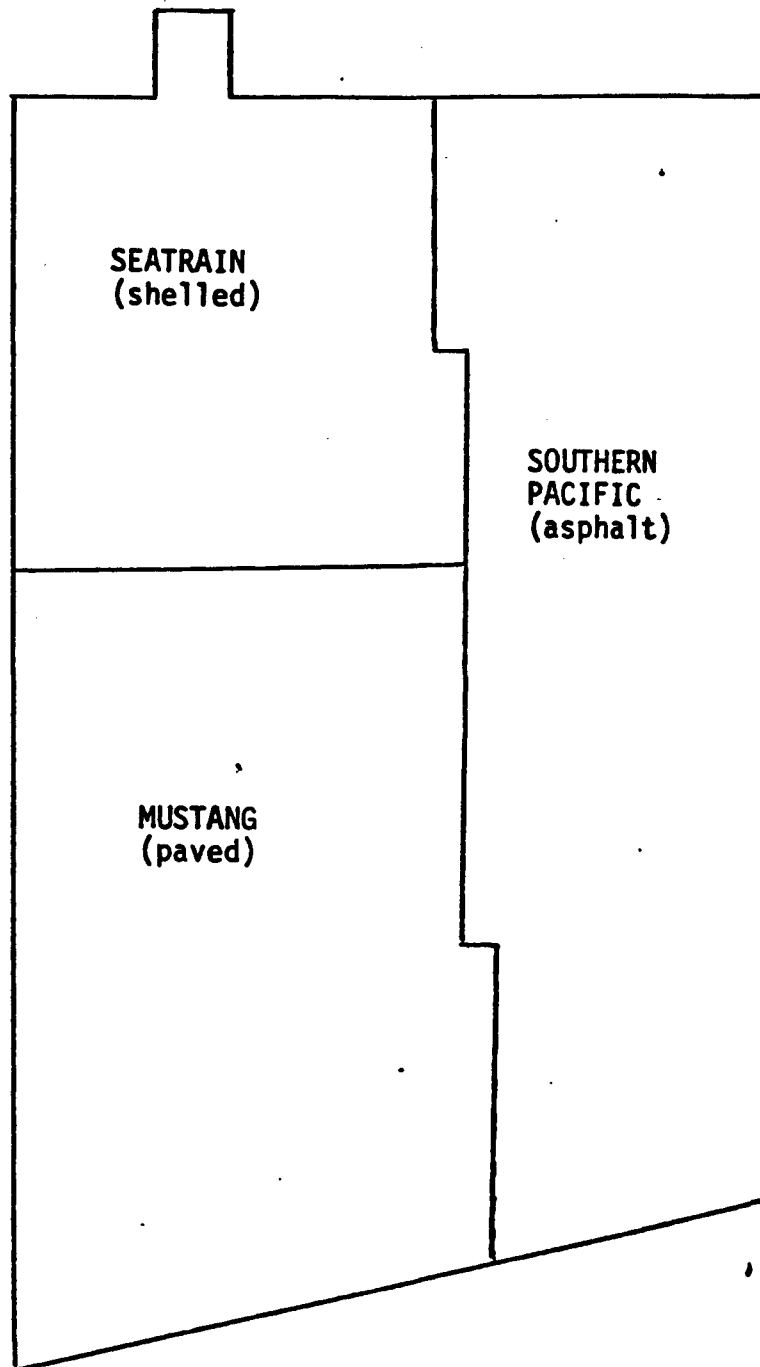 SEATRAIN
(shelled)
SOUTHERN
PACIFIC
(asphalt)
MUSTANG
(paved)